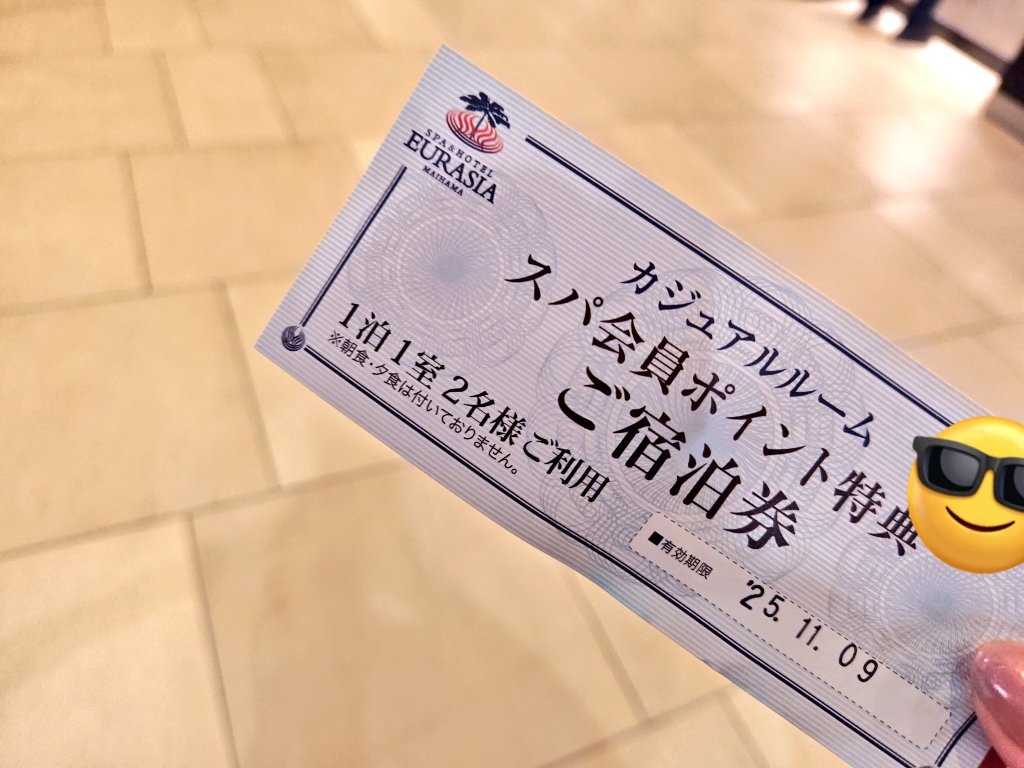 SPA & HOTEL
EURASIA
MAIHAMA
カジュアルルーム
スパ会員ポイント特典
ご宿泊券
1泊1室2名様ご利用
※朝食・夕食は付いておりません。
■有効期限
'25.11.09